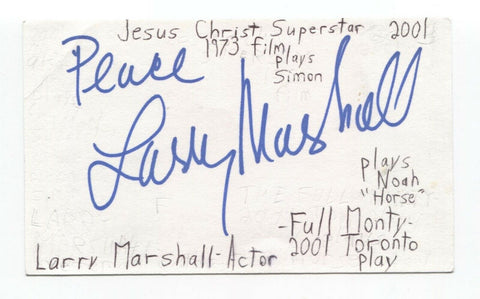 Jesus Christ Superstar 2001
1973 film
plays
Simon
Peace
Larry Marshall
plays
Noah
"Horse"
-Full Monty-
2001 Toronto
play
Larry Marshall-Actor